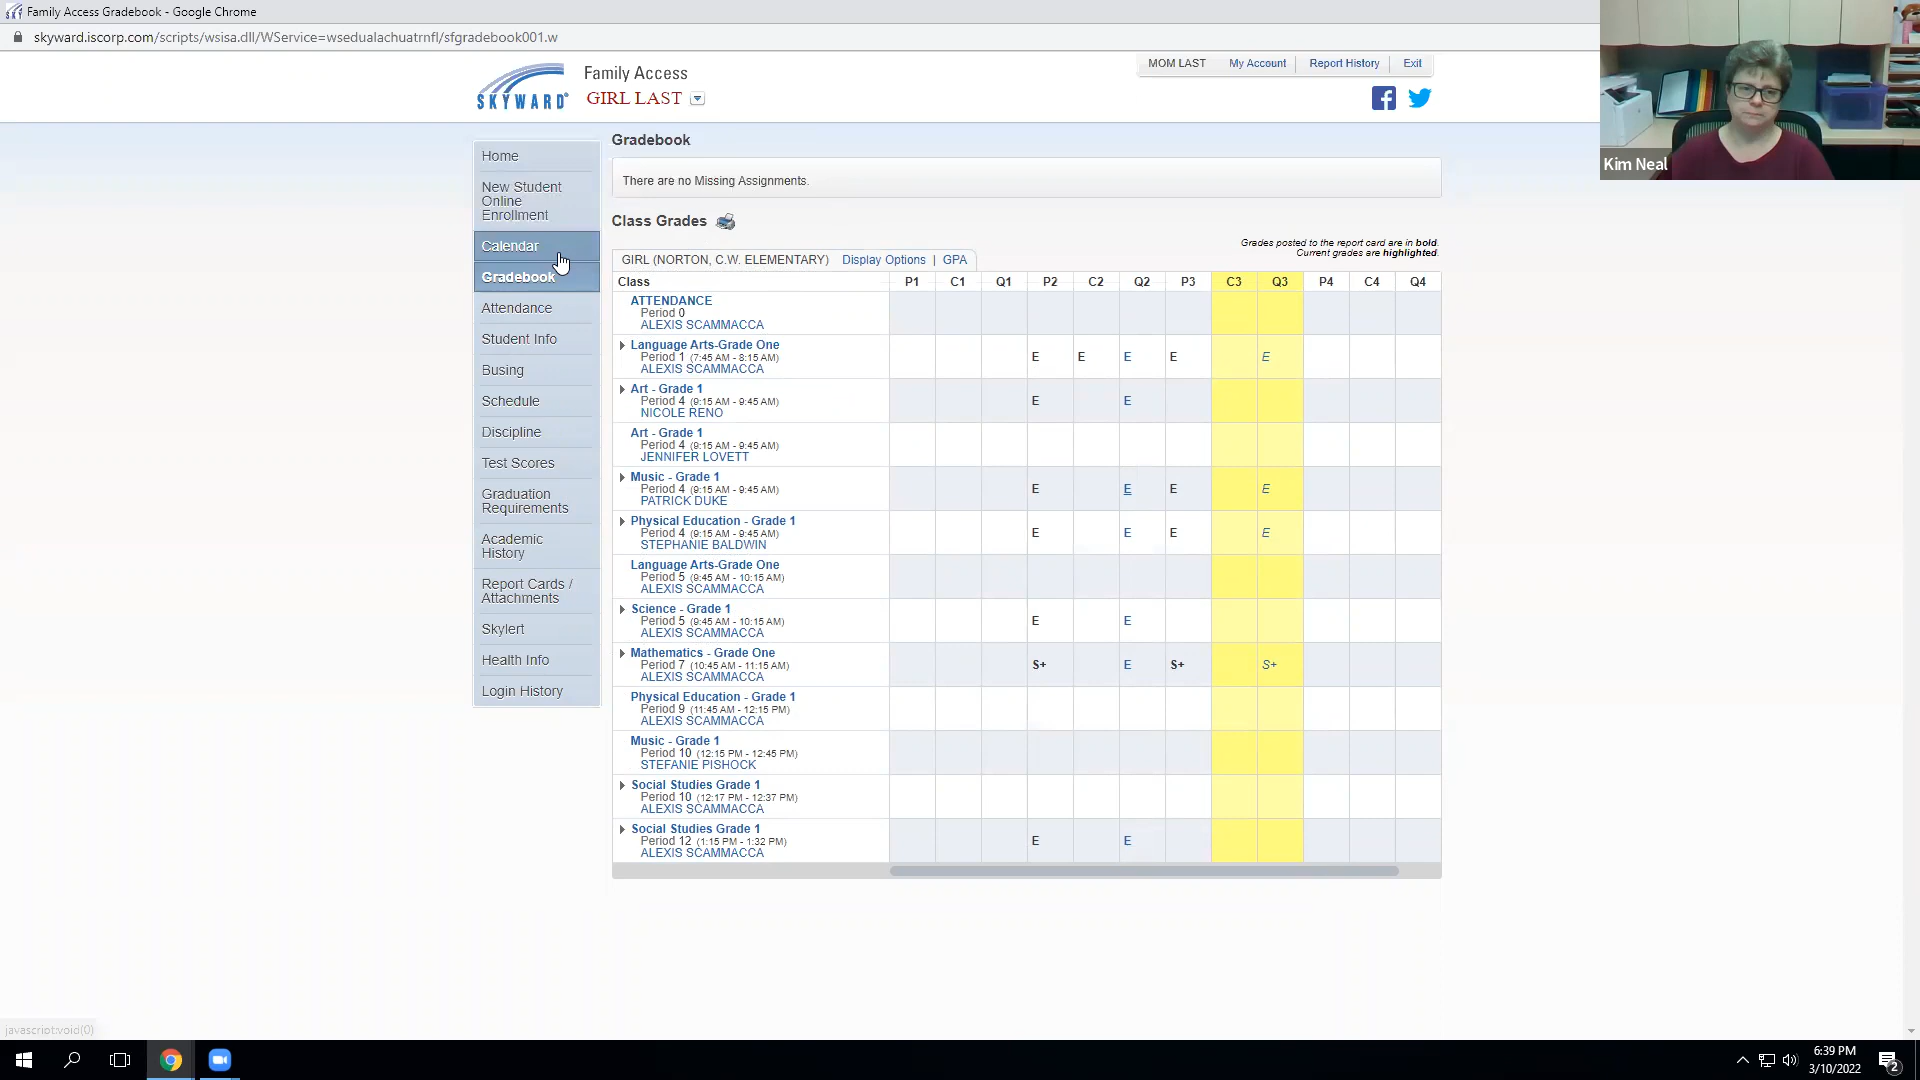 Family Access Gradebook - Google Chrome
skyward.iscorp.com/scripts/wsisa.dll/WService=wsedualachuatrnfl/sfgradebook001.w
SKYWARD
Family Access
GIRL LAST
MOM LAST My Account Report History Exit
Kim Neal
Home
New Student
Online
Enrollment
Calendar
Gradebook
Attendance
Student Info
Busing
Schedule
Discipline
Test Scores
Graduation
Requirements
Academic
History
Report Cards /
Attachments
Skylert
Health Info
Login History
Gradebook
There are no Missing Assignments.
Class Grades
Grades posted to the report card are in bold.
Current grades are highlighted.
GIRL (NORTON, C.W. ELEMENTARY) Display Options | GPA
Class P1 C1 Q1 P2 C2 Q2 P3 C3 Q3 P4 C4 Q4
ATTENDANCE
Period 0
ALEXIS SCAMMACCA
Language Arts-Grade One
Period 1 (7:45 AM - 8:15 AM) E E E E E
ALEXIS SCAMMACCA
Art - Grade 1
Period 4 (9:15 AM - 9:45 AM) E E
NICOLE RENO
Art - Grade 1
Period 4 (9:15 AM - 9:45 AM)
JENNIFER LOVETT
Music - Grade 1
Period 4 (9:15 AM - 9:45 AM) E E E E
PATRICK DUKE
Physical Education - Grade 1
Period 4 (9:15 AM - 9:45 AM) E E E E
STEPHANIE BALDWIN
Language Arts-Grade One
Period 5 (9:45 AM - 10:15 AM)
ALEXIS SCAMMACCA
Science - Grade 1
Period 5 (9:45 AM - 10:15 AM) E E
ALEXIS SCAMMACCA
Mathematics - Grade One
Period 7 (10:45 AM - 11:15 AM) S+ E S+ S+
ALEXIS SCAMMACCA
Physical Education - Grade 1
Period 9 (11:45 AM - 12:15 PM)
ALEXIS SCAMMACCA
Music - Grade 1
Period 10 (12:15 PM - 12:45 PM)
STEFANIE PISHOCK
Social Studies Grade 1
Period 10 (12:17 PM - 12:37 PM)
ALEXIS SCAMMACCA
Social Studies Grade 1
Period 12 (1:15 PM - 1:32 PM) E E
ALEXIS SCAMMACCA
javascript:void(0)
6:39 PM
3/10/2022
2